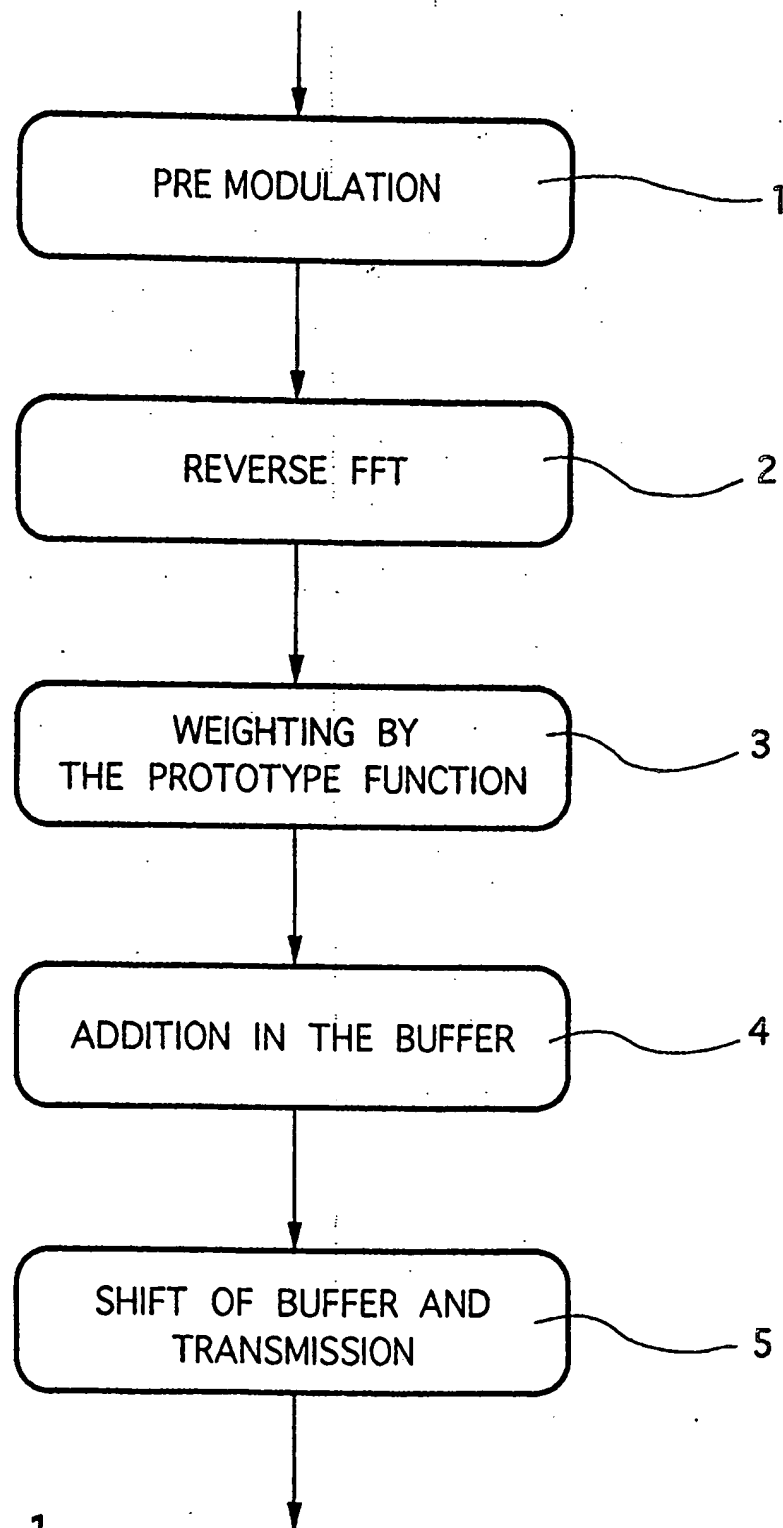 PRE MODULATION
1
REVERSE FFT
2
WEIGHTING BY
THE PROTOTYPE FUNCTION
3
ADDITION IN THE BUFFER
4
SHIFT OF BUFFER AND
TRANSMISSION
5
1